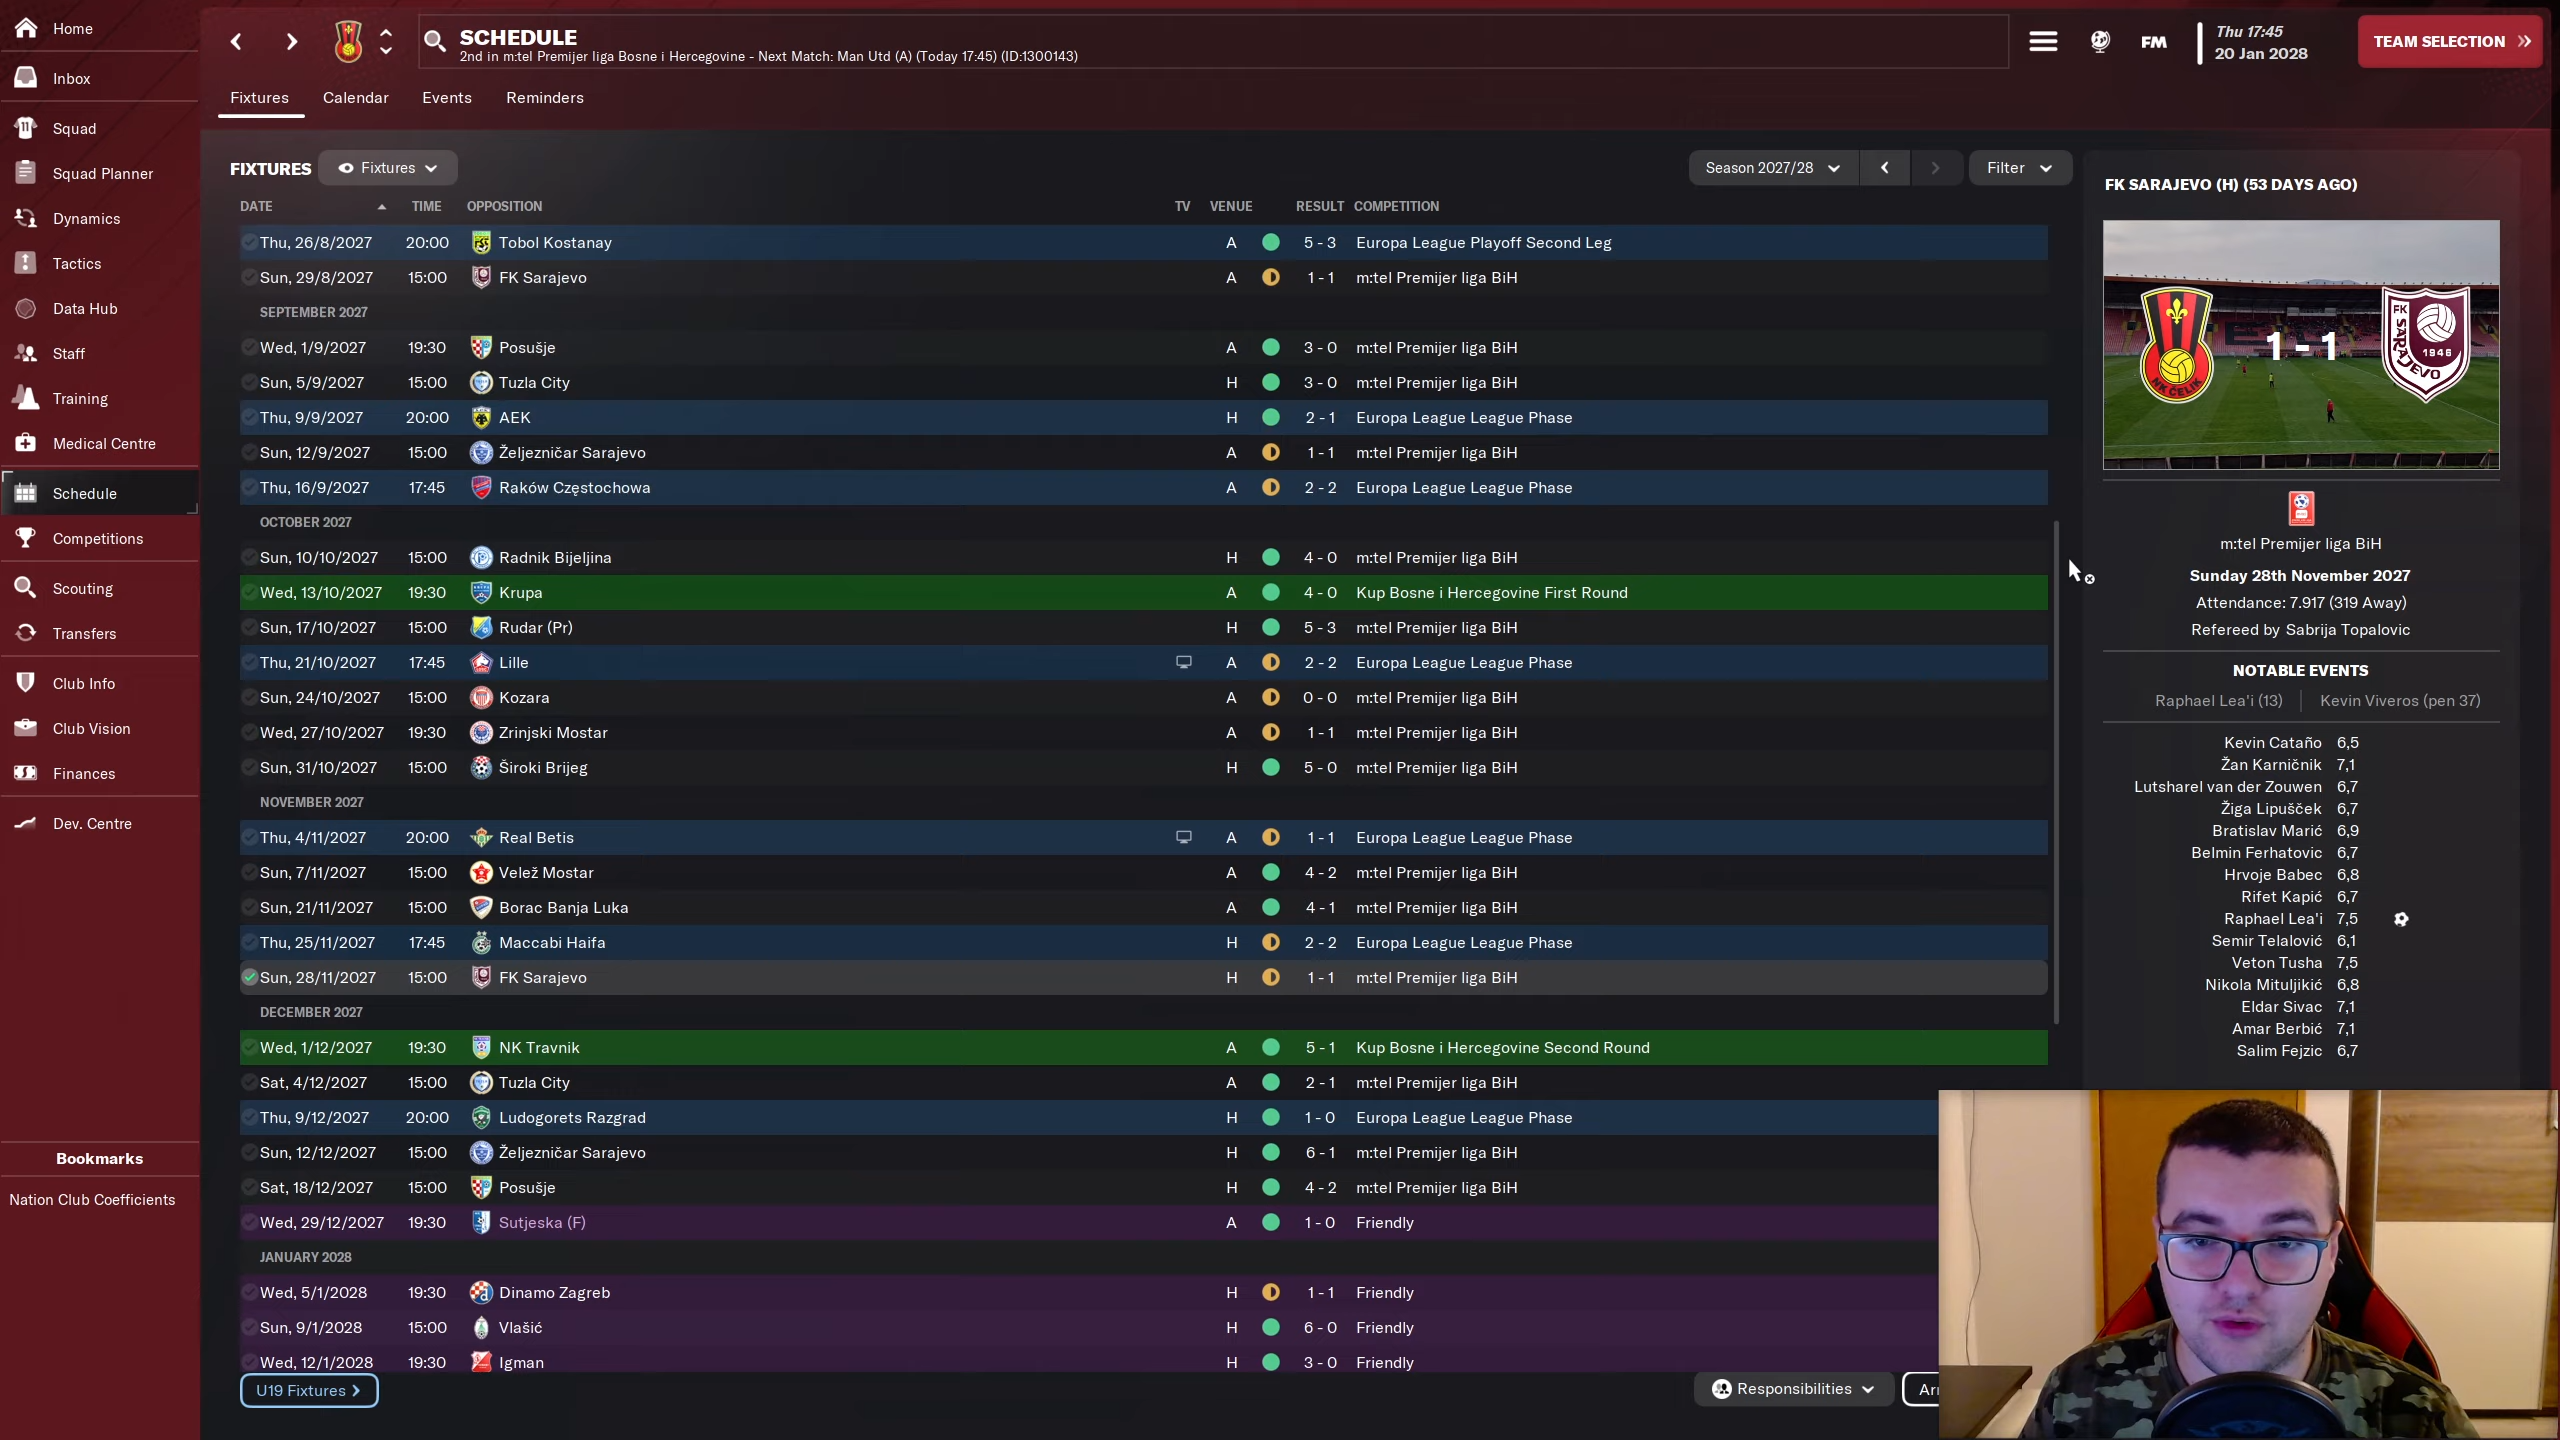 Home
Inbox
Squad
Squad Planner
Dynamics
Tactics
Data Hub
Staff
Training
Medical Centre
Schedule
Competitions
Scouting
Transfers
Club Info
Club Vision
Finances
Dev. Centre
Bookmarks
Nation Club Coefficients
SCHEDULE
2nd in m:tel Premijer liga Bosne i Hercegovine - Next Match: Man Utd (A) (Today 17:45) (ID:1300143)
FM
Thu 17:45
20 Jan 2028
TEAM SELECTION
Fixtures Calendar Events Reminders
FIXTURES Fixtures Season 2027/28 Filter
DATE TIME OPPOSITION TV VENUE RESULT COMPETITION
Thu, 26/8/2027 20:00 Tobol Kostanay A 5 - 3 Europa League Playoff Second Leg
Sun, 29/8/2027 15:00 FK Sarajevo A 1 - 1 m:tel Premijer liga BiH
SEPTEMBER 2027
Wed, 1/9/2027 19:30 Posušje A 3 - 0 m:tel Premijer liga BiH
Sun, 5/9/2027 15:00 Tuzla City H 3 - 0 m:tel Premijer liga BiH
Thu, 9/9/2027 20:00 AEK H 2 - 1 Europa League League Phase
Sun, 12/9/2027 15:00 Željezničar Sarajevo A 1 - 1 m:tel Premijer liga BiH
Thu, 16/9/2027 17:45 Raków Częstochowa A 2 - 2 Europa League League Phase
OCTOBER 2027
Sun, 10/10/2027 15:00 Radnik Bijeljina H 4 - 0 m:tel Premijer liga BiH
Wed, 13/10/2027 19:30 Krupa A 4 - 0 Kup Bosne i Hercegovine First Round
Sun, 17/10/2027 15:00 Rudar (Pr) H 5 - 3 m:tel Premijer liga BiH
Thu, 21/10/2027 17:45 Lille A 2 - 2 Europa League League Phase
Sun, 24/10/2027 15:00 Kozara A 0 - 0 m:tel Premijer liga BiH
Wed, 27/10/2027 19:30 Zrinjski Mostar A 1 - 1 m:tel Premijer liga BiH
Sun, 31/10/2027 15:00 Široki Brijeg H 5 - 0 m:tel Premijer liga BiH
NOVEMBER 2027
Thu, 4/11/2027 20:00 Real Betis A 1 - 1 Europa League League Phase
Sun, 7/11/2027 15:00 Velež Mostar A 4 - 2 m:tel Premijer liga BiH
Sun, 21/11/2027 15:00 Borac Banja Luka A 4 - 1 m:tel Premijer liga BiH
Thu, 25/11/2027 17:45 Maccabi Haifa H 2 - 2 Europa League League Phase
Sun, 28/11/2027 15:00 FK Sarajevo H 1 - 1 m:tel Premijer liga BiH
DECEMBER 2027
Wed, 1/12/2027 19:30 NK Travnik A 5 - 1 Kup Bosne i Hercegovine Second Round
Sat, 4/12/2027 15:00 Tuzla City A 2 - 1 m:tel Premijer liga BiH
Thu, 9/12/2027 20:00 Ludogorets Razgrad H 1 - 0 Europa League League Phase
Sun, 12/12/2027 15:00 Željezničar Sarajevo H 6 - 1 m:tel Premijer liga BiH
Sat, 18/12/2027 15:00 Posušje H 4 - 2 m:tel Premijer liga BiH
Wed, 29/12/2027 19:30 Sutjeska (F) A 1 - 0 Friendly
JANUARY 2028
Wed, 5/1/2028 19:30 Dinamo Zagreb H 1 - 1 Friendly
Sun, 9/1/2028 15:00 Vlašić H 6 - 0 Friendly
Wed, 12/1/2028 19:30 Igman H 3 - 0 Friendly
U19 Fixtures Responsibilities
FK SARAJEVO (H) (53 DAYS AGO)
NK ČELIK
1 - 1
FK SARAJEVO 1946
m:tel Premijer liga BiH
Sunday 28th November 2027
Attendance: 7.917 (319 Away)
Refereed by Sabrija Topalovic
NOTABLE EVENTS
Raphael Lea'i (13) Kevin Viveros (pen 37)
Kevin Cataño 6,5
Žan Karničnik 7,1
Lutsharel van der Zouwen 6,7
Žiga Lipušček 6,7
Bratislav Marić 6,9
Belmin Ferhatovic 6,7
Hrvoje Babec 6,8
Rifet Kapić 6,7
Raphael Lea'i 7,5
Semir Telalović 6,1
Veton Tusha 7,5
Nikola Mituljikić 6,8
Eldar Sivac 7,1
Amar Berbić 7,1
Salim Fejzic 6,7